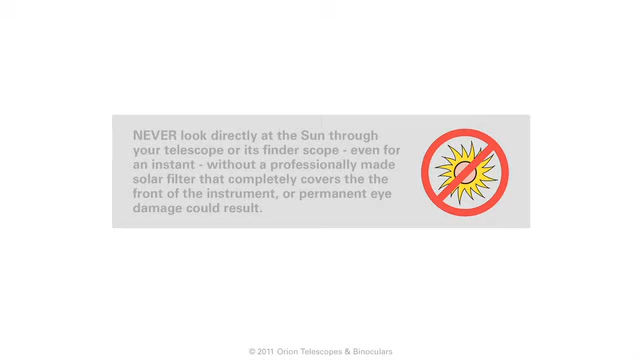 NEVER look directly at the Sun through
your telescope or its finder scope - even for
an instant - without a professionally made
solar filter that completely covers the the
front of the instrument, or permanent eye
damage could result.
© 2011 Orion Telescopes & Binoculars